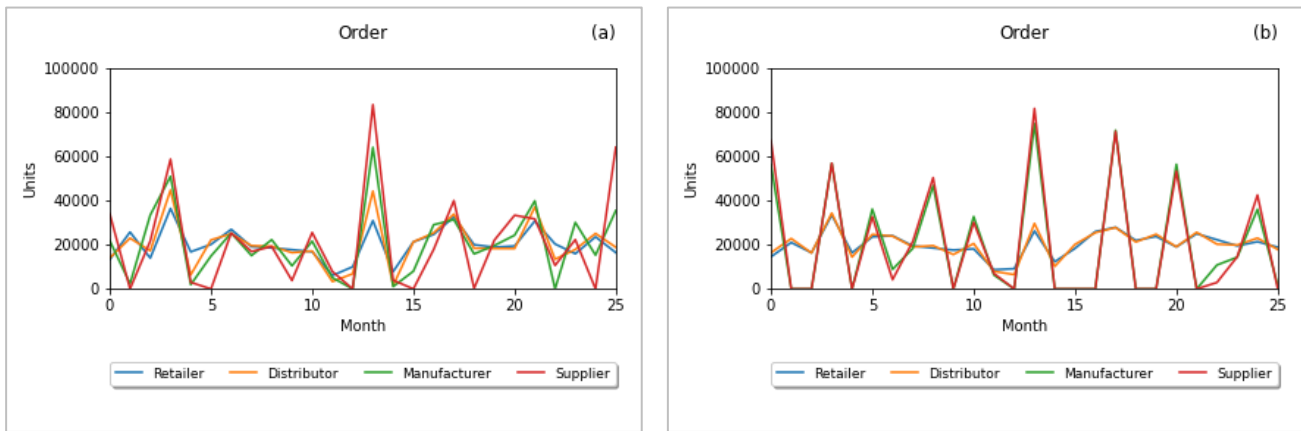 Order (a)
100000
80000
60000
40000
20000
0
Units
0 5 10 15 20 25
Month
Retailer Distributor Manufacturer Supplier
Order (b)
100000
80000
60000
40000
20000
0
Units
0 5 10 15 20 25
Month
Retailer Distributor Manufacturer Supplier